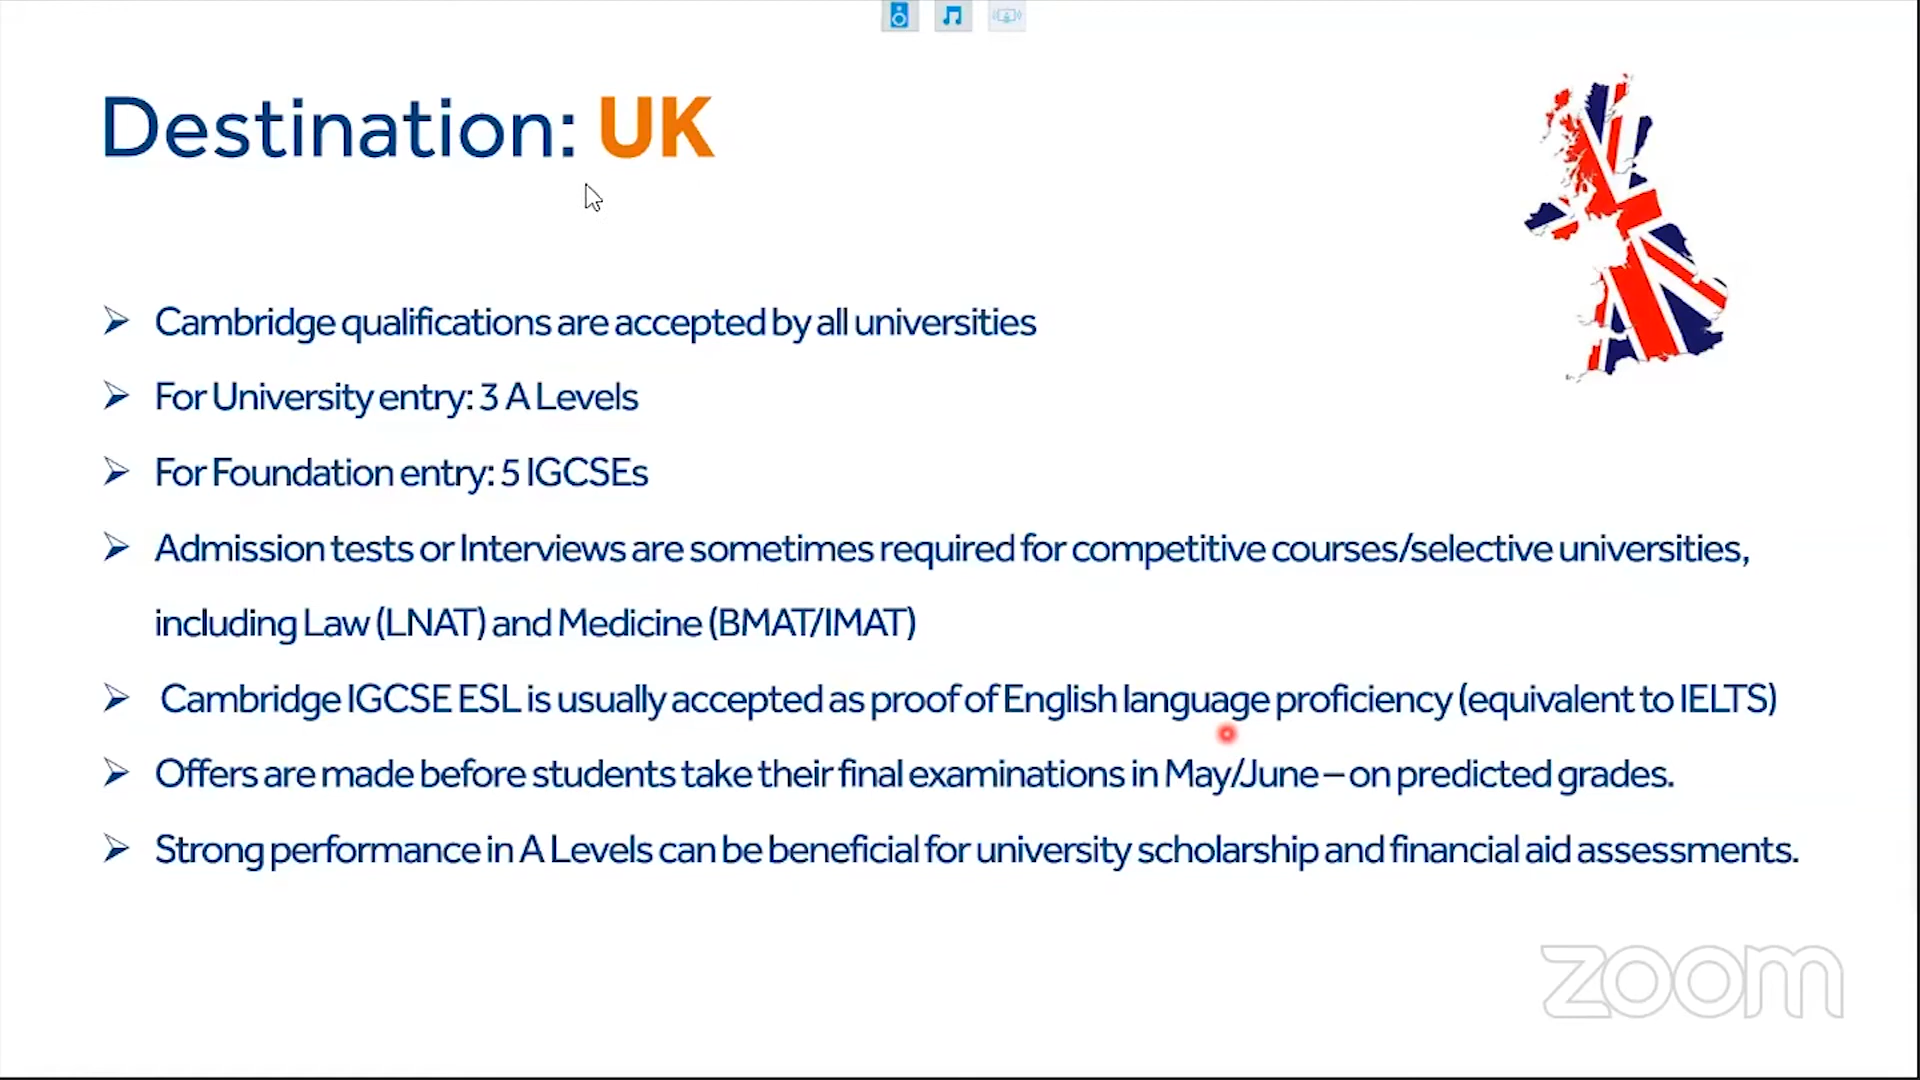 Destination: UK
Cambridge qualifications are accepted by all universities
For University entry: 3 A Levels
For Foundation entry: 5 IGCSEs
Admission tests or Interviews are sometimes required for competitive courses/selective universities,
including Law (LNAT) and Medicine (BMAT/IMAT)
Cambridge IGCSE ESL is usually accepted as proof of English language proficiency (equivalent to IELTS)
Offers are made before students take their final examinations in May/June – on predicted grades.
Strong performance in A Levels can be beneficial for university scholarship and financial aid assessments.
zoom